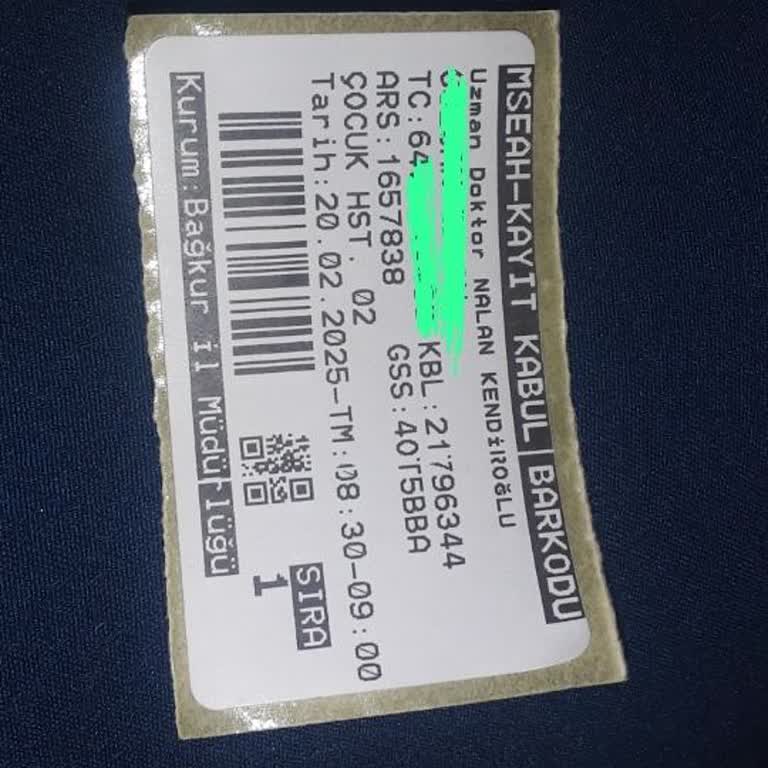 MSEAH-KAYIT KABUL BARKODU
Uzman Doktor NALAN KENDİROĞLU
TC:64 KBL:21796344
ARS:1657838 GSS:40T5BBA
ÇOCUK HST. 02
Tarih:20.02.2025-TM:08:30-09:00
SIRA
1
Kurum:Bağkur il Müdürlüğü